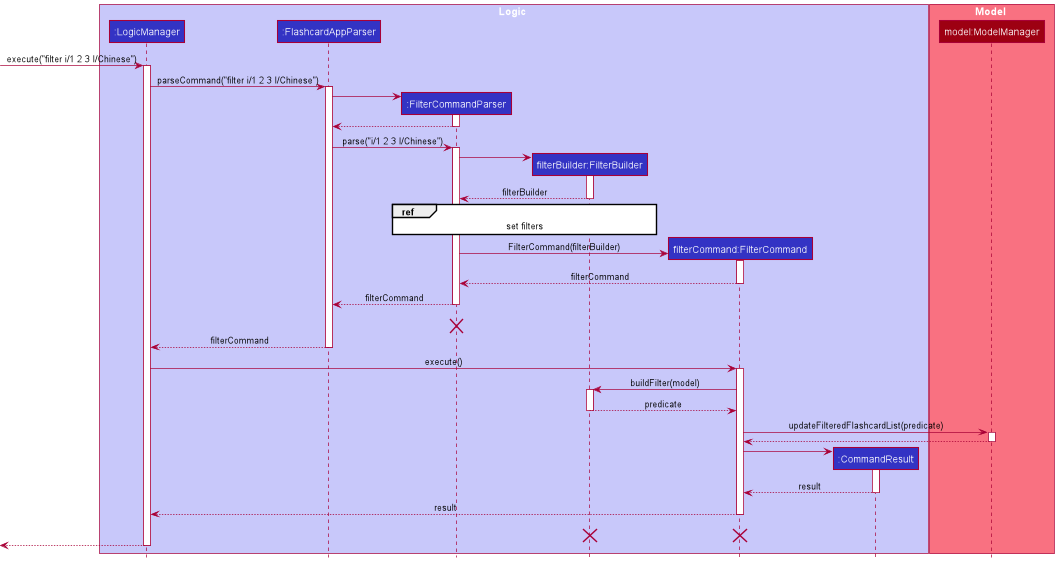 Logic
Model
:LogicManager
:FlashcardAppParser
model:ModelManager
execute("filter i/1 2 3 l/Chinese")
parseCommand("filter i/1 2 3 l/Chinese")
:FilterCommandParser
parse("i/1 2 3 l/Chinese")
filterBuilder:FilterBuilder
filterBuilder
ref
set filters
FilterCommand(filterBuilder)
filterCommand:FilterCommand
filterCommand
filterCommand
filterCommand
execute()
buildFilter(model)
predicate
updateFilteredFlashcardList(predicate)
:CommandResult
result
result